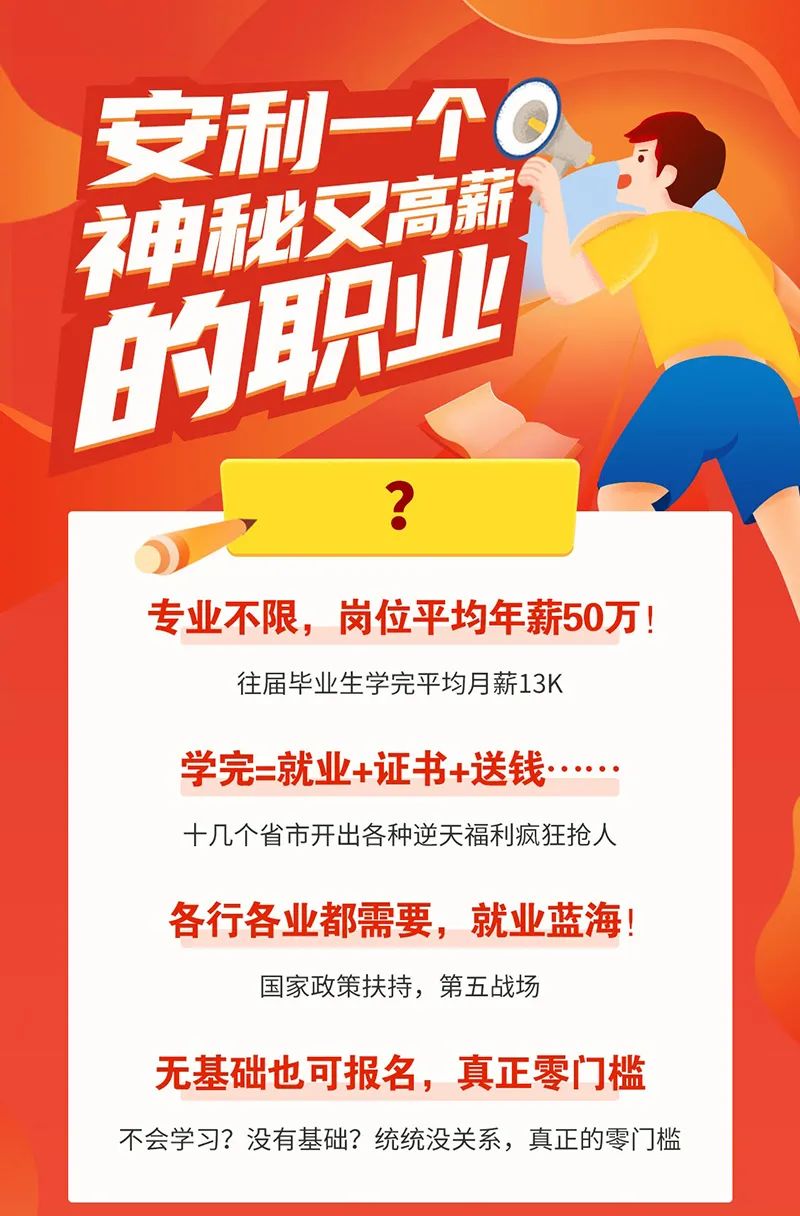 安利一个
神秘又高薪
的职业
？
专业不限，岗位平均年薪50万！
往届毕业生学完平均月薪13K
学完=就业+证书+送钱……
十几个省市开出各种逆天福利疯狂抢人
各行各业都需要，就业蓝海！
国家政策扶持，第五战场
无基础也可报名，真正零门槛
不会学习？没有基础？统统没关系，真正的零门槛